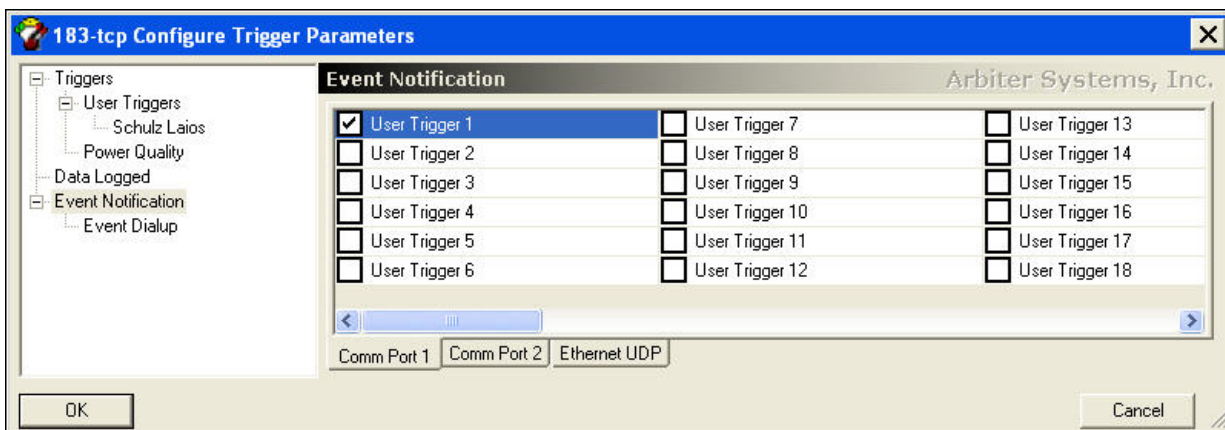 183-tcp Configure Trigger Parameters
Triggers
User Triggers
Schulz Laios
Power Quality
Data Logged
Event Notification
Event Dialup
Event Notification
Arbiter Systems, Inc.
User Trigger 1
User Trigger 7
User Trigger 13
User Trigger 2
User Trigger 8
User Trigger 14
User Trigger 3
User Trigger 9
User Trigger 15
User Trigger 4
User Trigger 10
User Trigger 16
User Trigger 5
User Trigger 11
User Trigger 17
User Trigger 6
User Trigger 12
User Trigger 18
Comm Port 1
Comm Port 2
Ethernet UDP
OK
Cancel